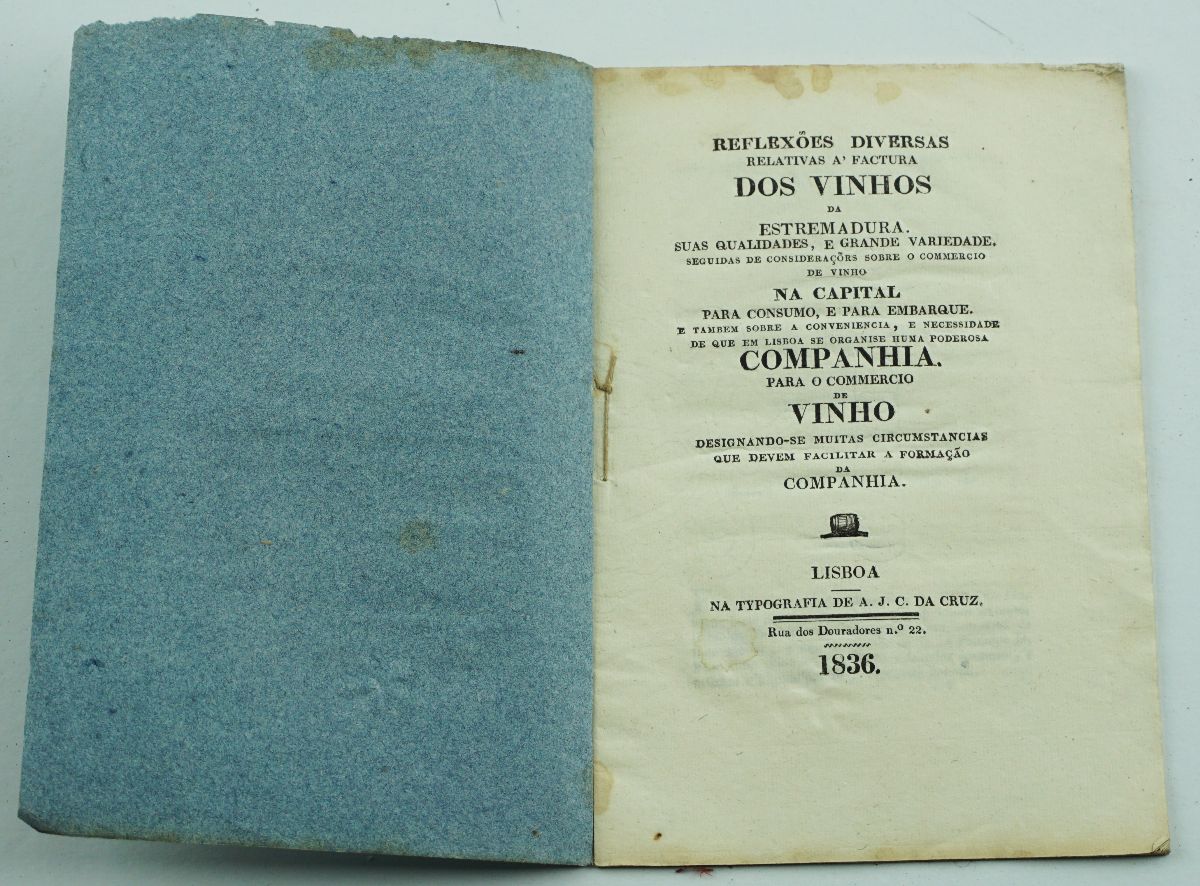 REFLEXÕES DIVERSAS
RELATIVAS A' FACTURA
DOS VINHOS
DA
ESTREMADURA.
SUAS QUALIDADES, E GRANDE VARIEDADE.
SEGUIDAS DE CONSIDERAÇÕRS SOBRE O COMMERCIO
DE VINHO
NA CAPITAL
PARA CONSUMO, E PARA EMBARQUE.
E TAMBEM SOBRE A CONVENIENCIA, E NECESSIDADE
DE QUE EM LISBOA SE ORGANISE HUMA PODEROSA
COMPANHIA.
PARA O COMMERCIO
DE
VINHO
DESIGNANDO-SE MUITAS CIRCUMSTANCIAS
QUE DEVEM FACILITAR A FORMAÇÃO
DA
COMPANHIA.
LISBOA
NA TYPOGRAFIA DE A. J. C. DA CRUZ.
Rua dos Douradores n.º 22.
1836.